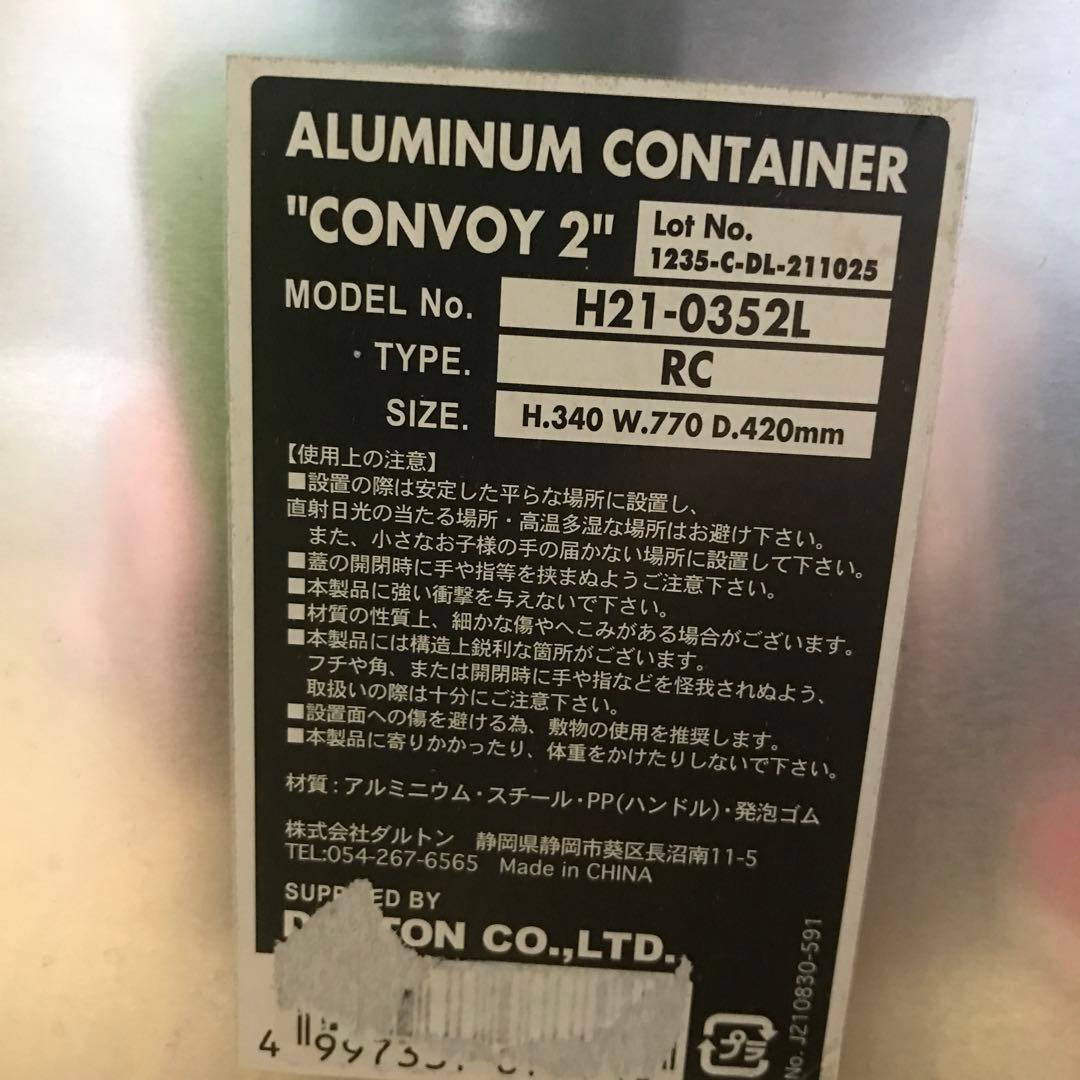 ALUMINUM CONTAINER
"CONVOY 2"
Lot No.
1235-C-DL-211025
MODEL No. H21-0352L
TYPE. RC
SIZE. H.340 W.770 D.420mm
【使用上の注意】
■設置の際は安定した平らな場所に設置し、
直射日光の当たる場所・高温多湿な場所はお避け下さい。
また、小さなお子様の手の届かない場所に設置して下さい。
■蓋の開閉時に手や指等を挟まぬようご注意下さい。
■本製品に強い衝撃を与えないで下さい。
■材質の性質上、細かな傷やへこみがある場合がございます。
■本製品には構造上鋭利な箇所がございます。
フチや角、または開閉時に手や指などを怪我されぬよう、
取扱いの際は十分にご注意下さい。
■設置面への傷を避ける為、敷物の使用を推奨します。
■本製品に寄りかかったり、体重をかけたりしないで下さい。
材質：アルミニウム・スチール・PP(ハンドル)・発泡ゴム
株式会社ダルトン 静岡県静岡市葵区長沼南11-5
TEL:054-267-6565 Made in CHINA
BY
CO.,LTD.
プラ
No. J210830-591